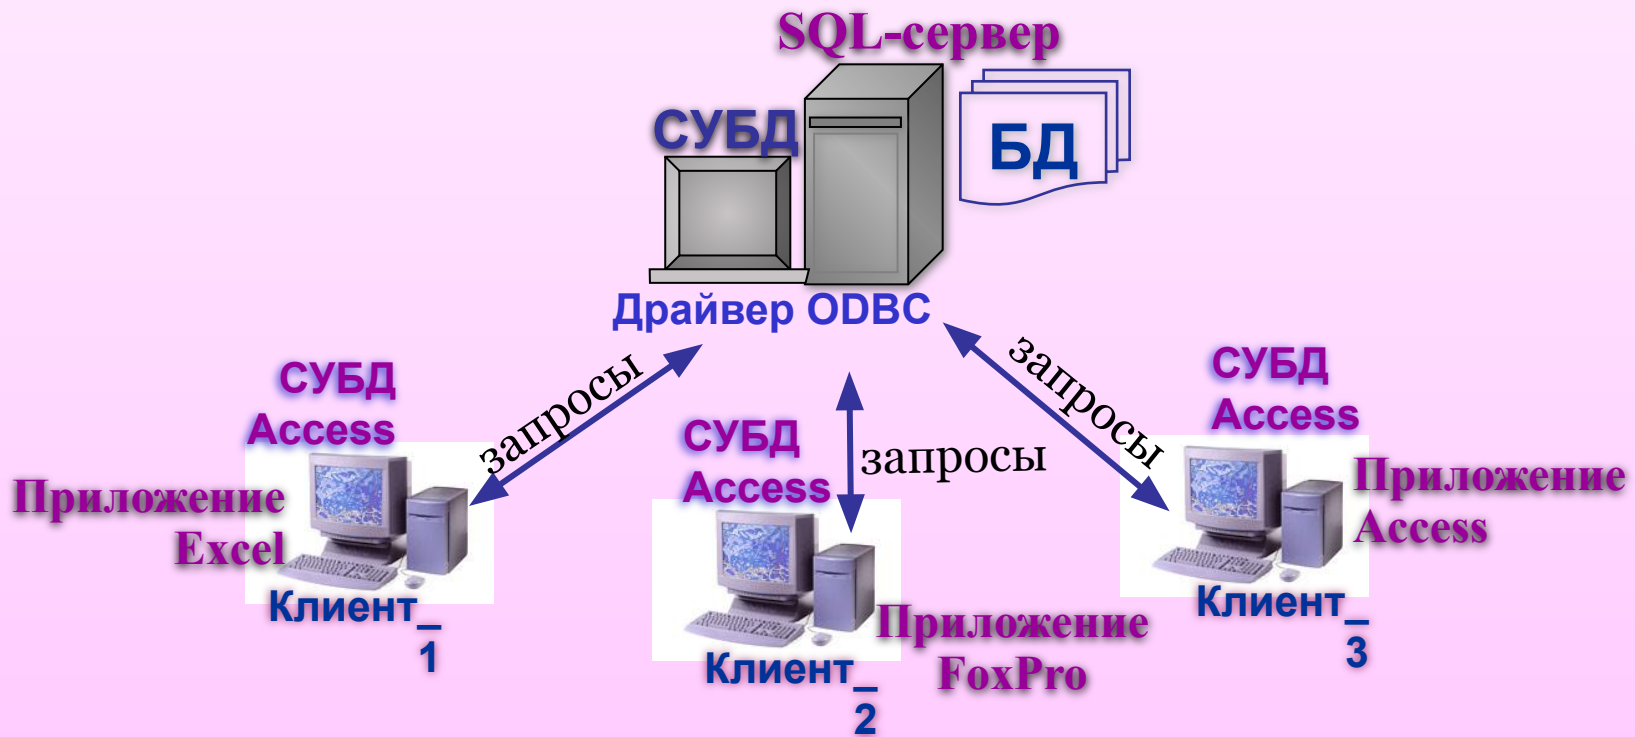 SQL-сервер
СУБД
БД
Драйвер ODBC
запросы
запросы
запросы
СУБД
Access
Приложение
Excel
Клиент_
1
СУБД
Access
Приложение
FoxPro
Клиент_
2
СУБД
Access
Приложение
Access
Клиент_
3